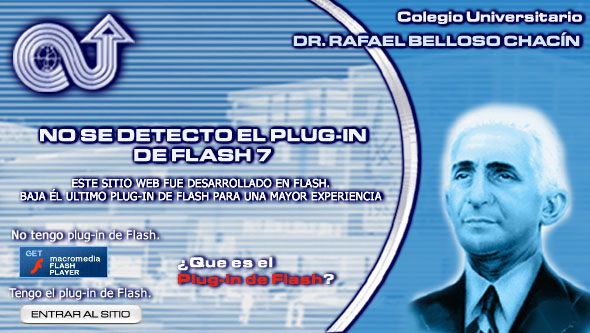 Colegio Universitario
DR. RAFAEL BELLOSO CHACÍN
NO SE DETECTO EL PLUG-IN
DE FLASH 7
ESTE SITIO WEB FUE DESARROLLADO EN FLASH.
BAJA ÉL ULTIMO PLUG-IN DE FLASH PARA UNA MAYOR EXPERIENCIA
No tengo plug-in de Flash.
GET
macromedia
FLASH
PLAYER
¿Que es el
Plug-in de Flash?
Tengo el plug-in de Flash.
ENTRAR AL SITIO